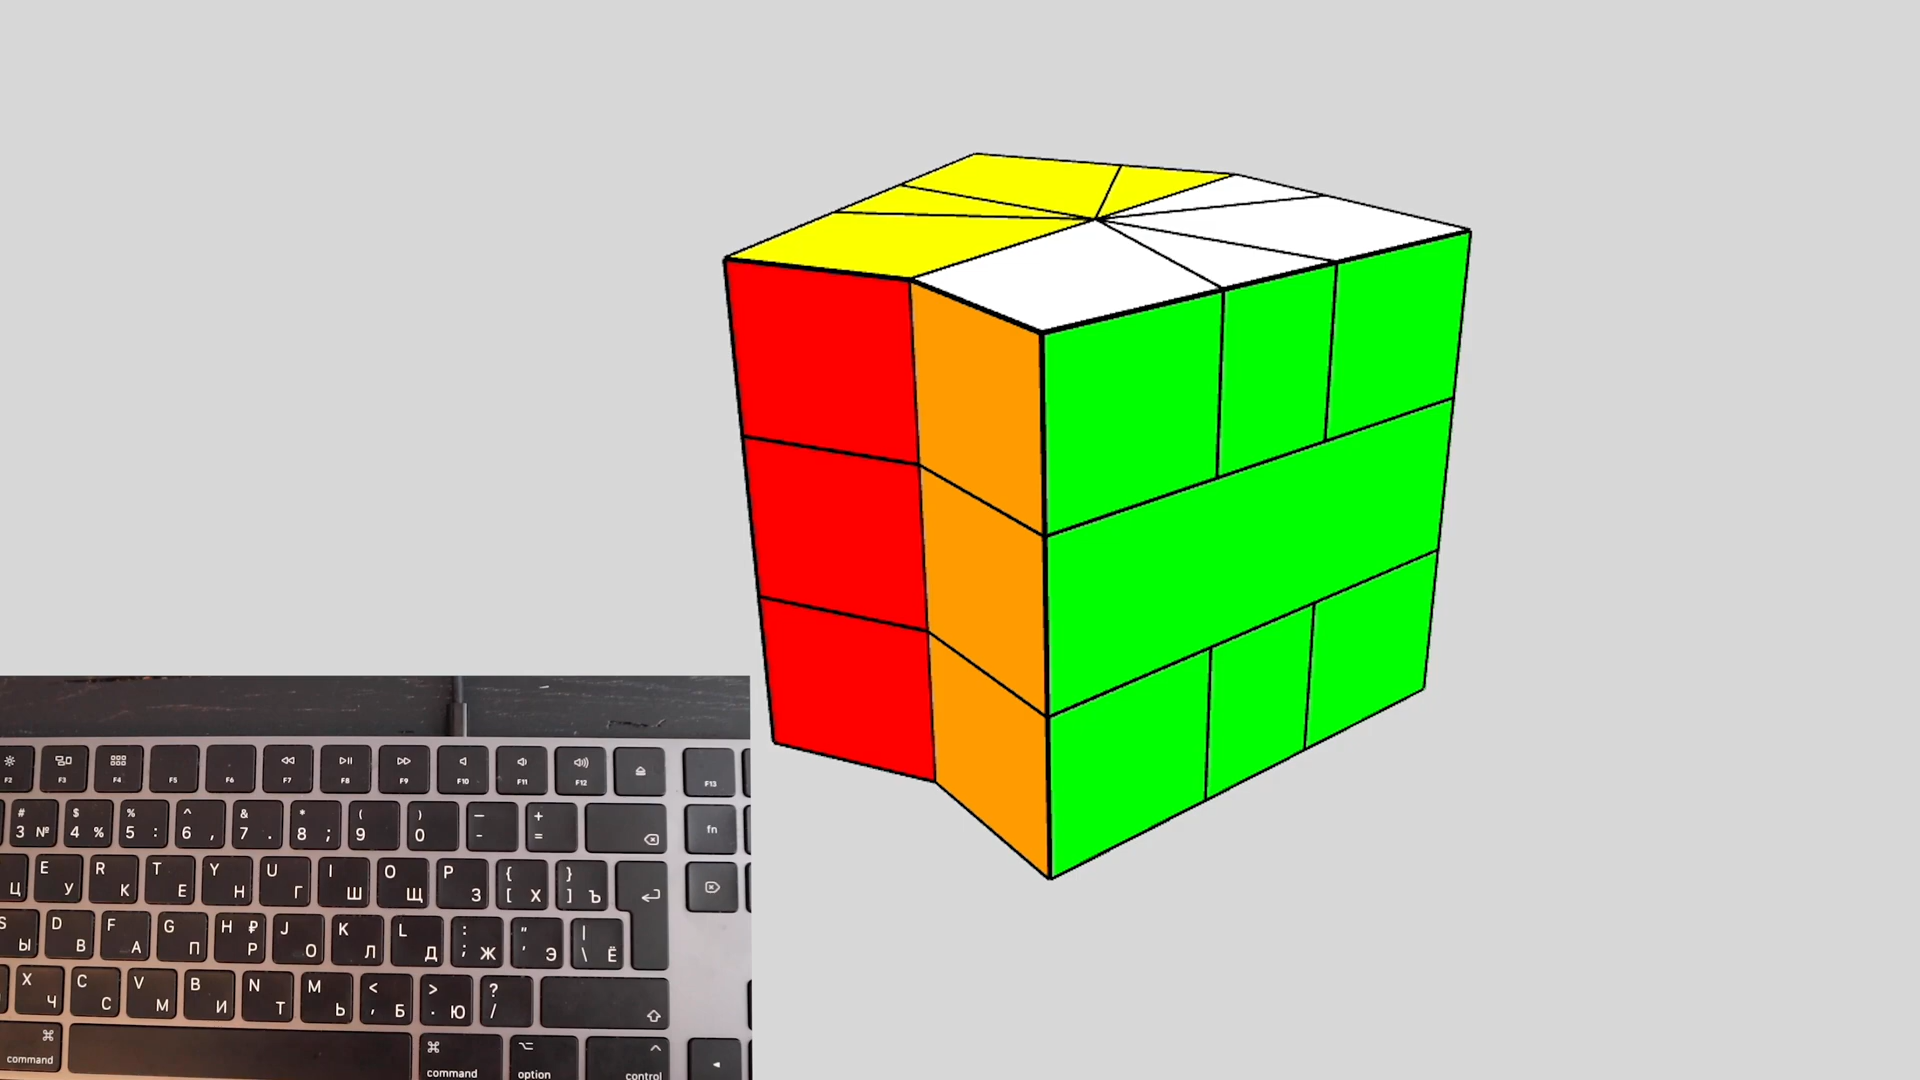 F2 F3 F4 F5 F6 F7 F8 F9 F10 F11 F12 F13
# 3 № $ 4 % % 5 : ^ 6 , & 7 . * 8 ; ( 9 ) 0 — - + = fn
Ц E У R К T Е Y Н U Г I Ш O Щ P З { [ Х } ] Ъ
S Ы D В F А G П H ₽ Р J О K Л L Д : ; Ж " ' Э | \ Ё
X Ч C С V М B И N Т M Ь < , Б > . Ю ? /
⌘ ⌘ ⌥ ^
command command option control